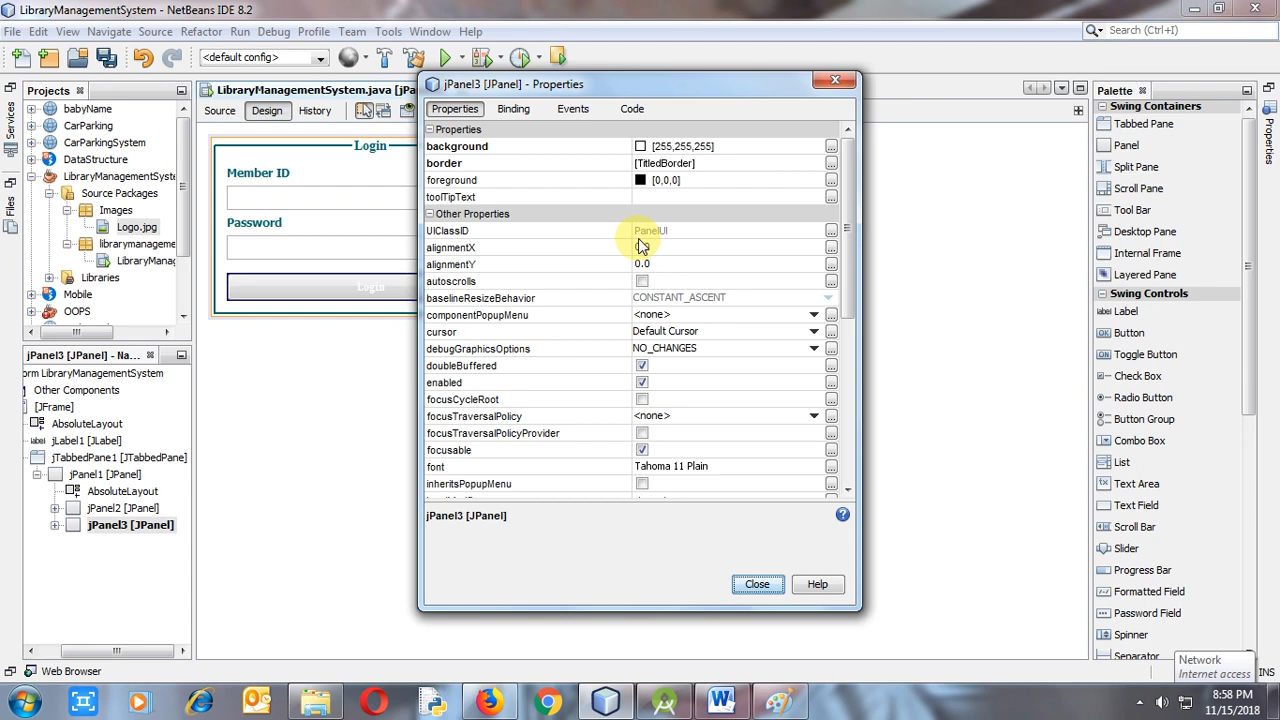 LibraryManagementSystem - NetBeans IDE 8.2
File Edit View Navigate Source Refactor Run Debug Profile Team Tools Window Help
Search (Ctrl+I)
<default config>
Projects
babyName
CarParking
CarParkingSystem
DataStructure
LibraryManagementSyste
Source Packages
Images
Logo.jpg
librarymanageme
LibraryManag
Libraries
Mobile
OOPS
Services
Files
jPanel3 [JPanel] - Na...
orm LibraryManagementSystem
Other Components
[JFrame]
AbsoluteLayout
jLabel1 [JLabel]
jTabbedPane1 [JTabbedPane]
jPanel1 [JPanel]
AbsoluteLayout
jPanel2 [JPanel]
jPanel3 [JPanel]
Web Browser
LibraryManagementSystem.java [jPa
Source Design History
Login
Member ID
Password
Login
jPanel3 [JPanel] - Properties
Properties Binding Events Code
Properties
background [255,255,255]
border [TitledBorder]
foreground [0,0,0]
toolTipText
Other Properties
UIClassID PanelUI
alignmentX
alignmentY 0.0
autoscrolls
baselineResizeBehavior CONSTANT_ASCENT
componentPopupMenu <none>
cursor Default Cursor
debugGraphicsOptions NO_CHANGES
doubleBuffered
enabled
focusCycleRoot
focusTraversalPolicy <none>
focusTraversalPolicyProvider
focusable
font Tahoma 11 Plain
inheritsPopupMenu
jPanel3 [JPanel]
Close Help
Palette
Swing Containers
Tabbed Pane
Panel
Split Pane
Scroll Pane
Tool Bar
Desktop Pane
Internal Frame
Layered Pane
Swing Controls
Label
Button
Toggle Button
Check Box
Radio Button
Button Group
Combo Box
List
Text Area
Text Field
Scroll Bar
Slider
Progress Bar
Formatted Field
Password Field
Spinner
Separator
Properties
Network
Internet access
INS
8:58 PM
11/15/2018